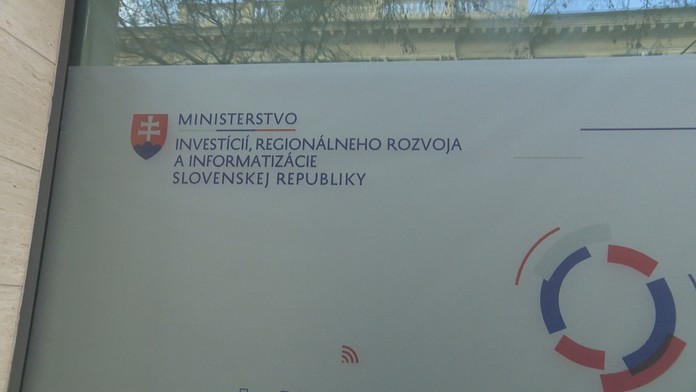 MINISTERSTVO
INVESTÍCIÍ, REGIONÁLNEHO ROZVOJA
A INFORMATIZÁCIE
SLOVENSKEJ REPUBLIKY